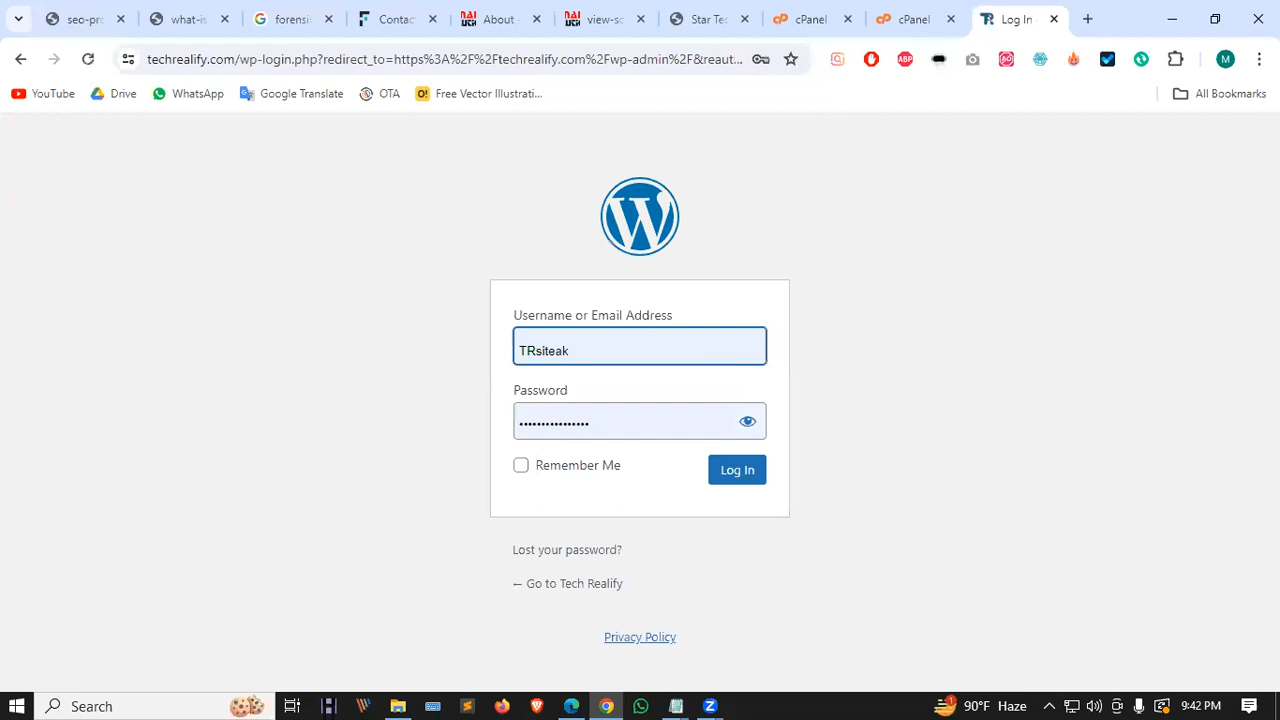 seo-pro
what-is
forensi
Contac
About
view-so
Star Tec
cPanel
cPanel
Log In
techrealify.com/wp-login.php?redirect_to=https%3A%2F%2Ftechrealify.com%2Fwp-admin%2F&reaut...
M
YouTube
Drive
WhatsApp
Google Translate
OTA
Free Vector Illustrati...
All Bookmarks
Username or Email Address
TRsiteak
Password
Remember Me
Log In
Lost your password?
← Go to Tech Realify
Privacy Policy
Search
90°F Haze
9:42 PM